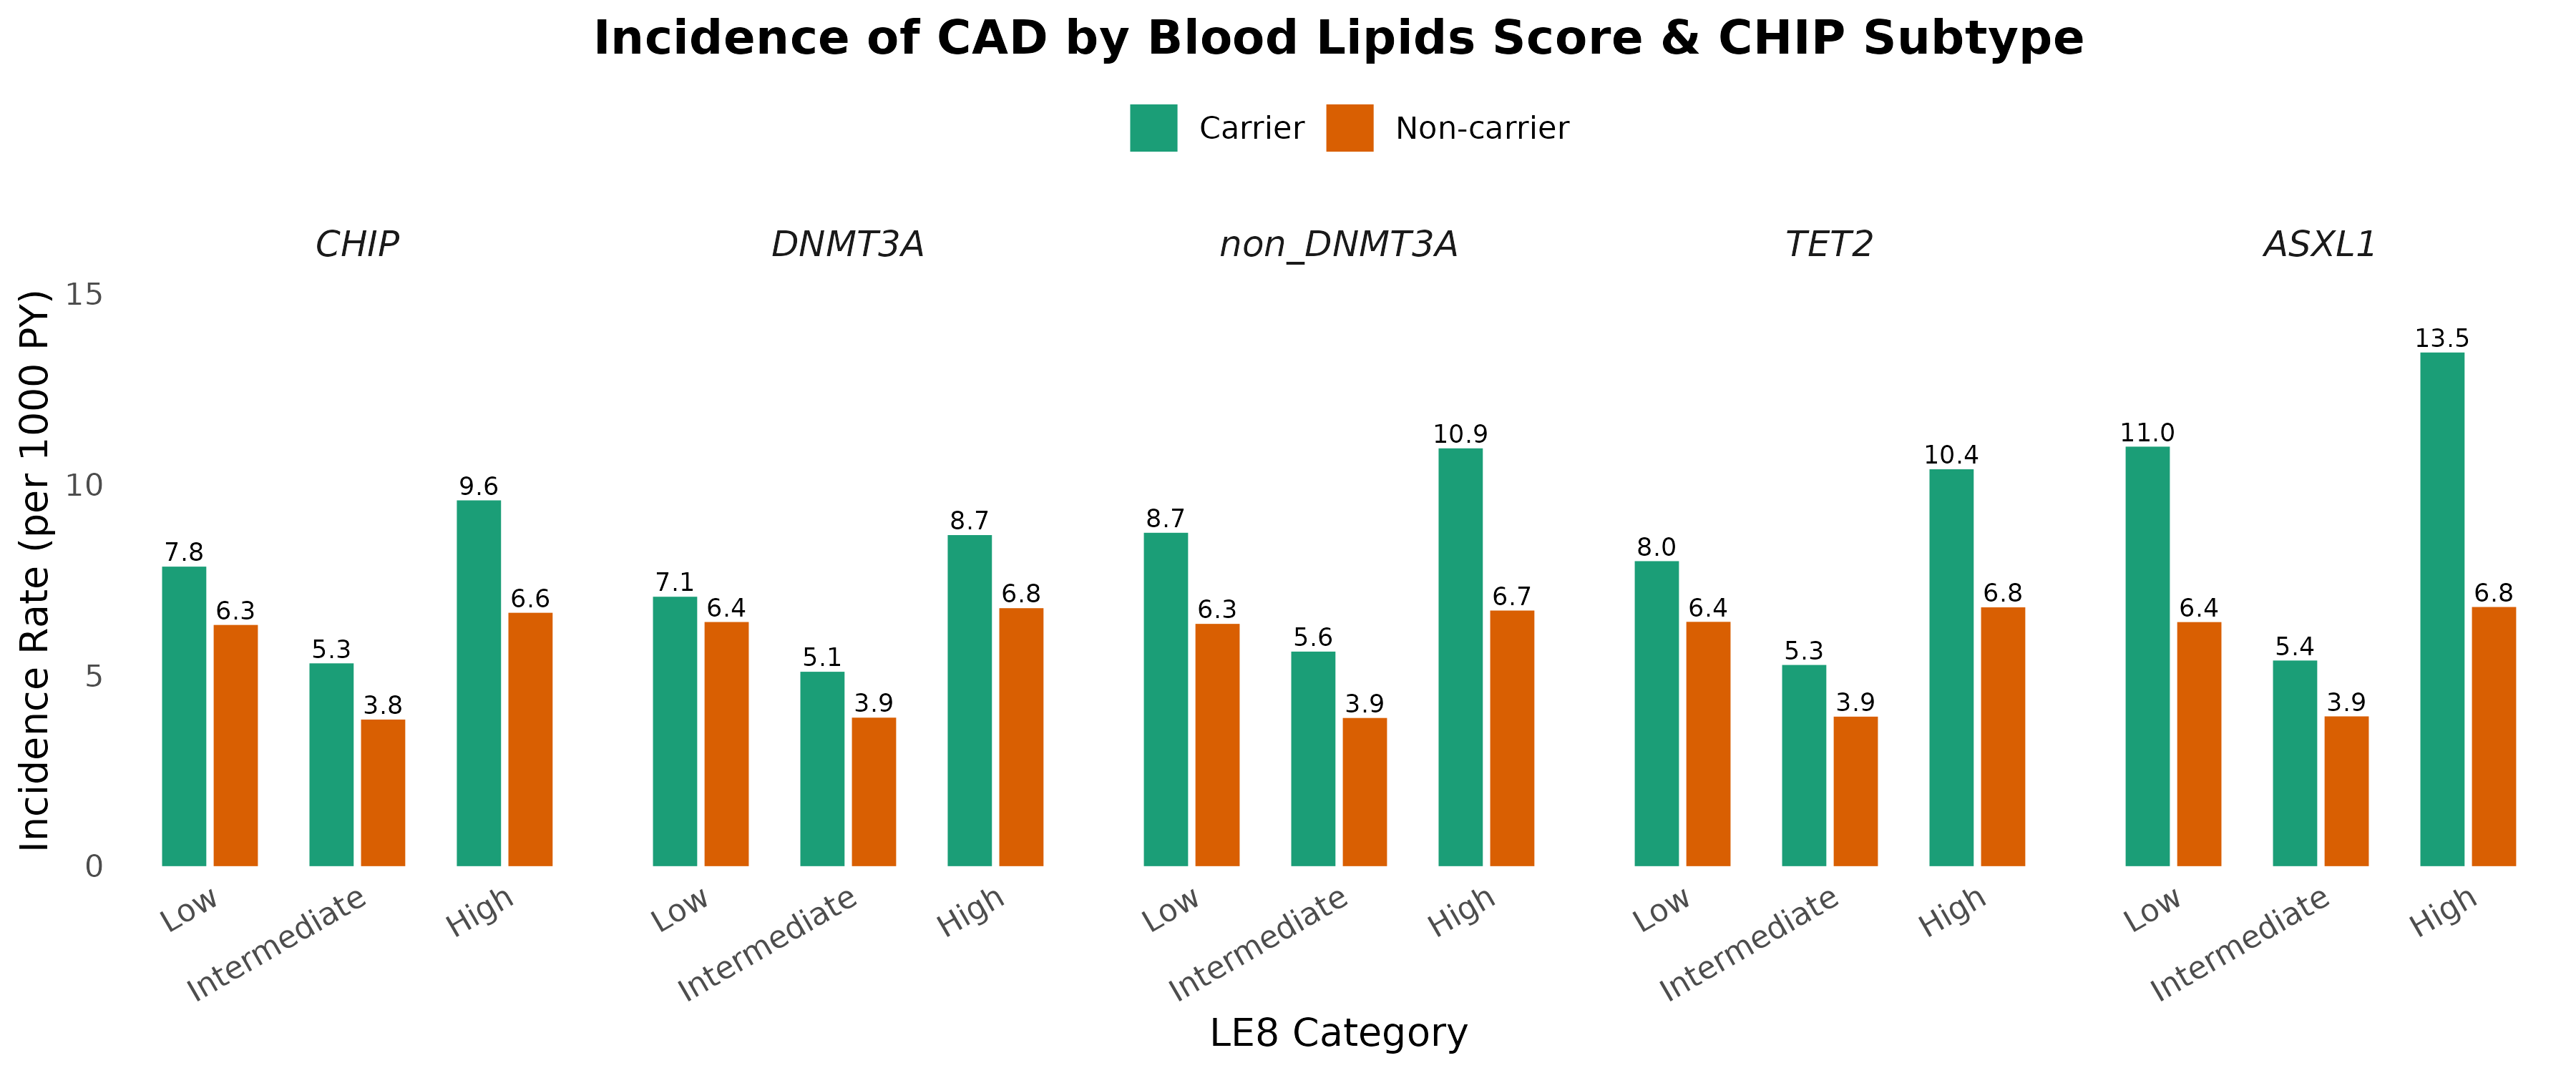 Incidence of CAD by Blood Lipids Score & CHIP Subtype
Carrier Non-carrier
CHIP DNMT3A non_DNMT3A TET2 ASXL1
Incidence Rate (per 1000 PY)
15
10
5
0
7.8 6.3 5.3 3.8 9.6 6.6
7.1 6.4 5.1 3.9 8.7 6.8
8.7 6.3 5.6 3.9 10.9 6.7
8.0 6.4 5.3 3.9 10.4 6.8
11.0 6.4 5.4 3.9 13.5 6.8
Low Intermediate High Low Intermediate High Low Intermediate High Low Intermediate High Low Intermediate High
LE8 Category